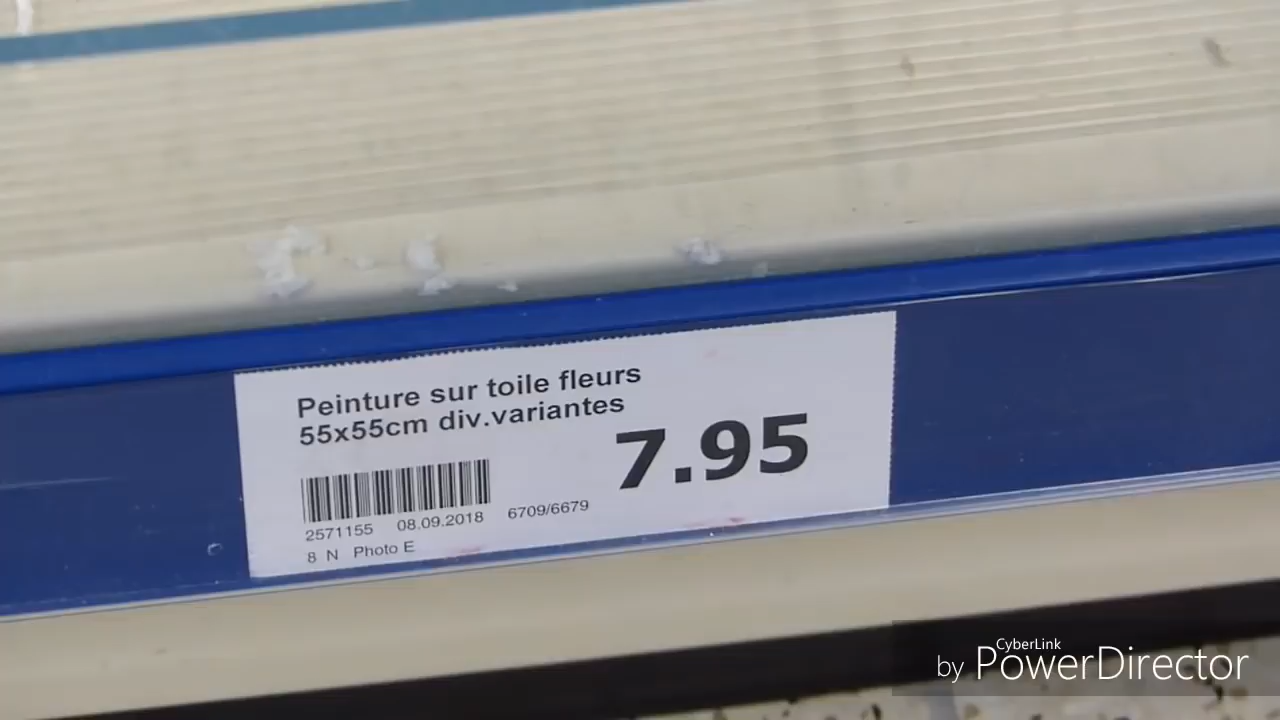 Peinture sur toile fleurs
55x55cm div.variantes
7.95
2571155 08.09.2018 6709/6679
8 N Photo E
CyberLink
by PowerDirector